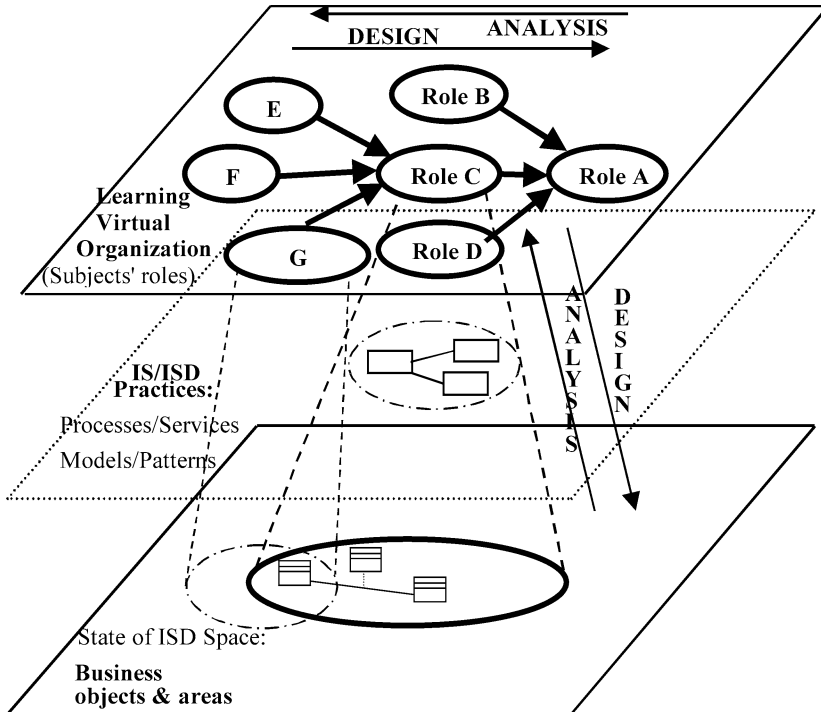 ANALYSIS
DESIGN
E
Role B
F
Role C
Role A
Learning
Virtual
Organization
(Subjects' roles)
G
Role D
ANALYSIS
DESIGN
IS/ISD
Practices:
Processes/Services
Models/Patterns
State of ISD Space:
Business
objects & areas